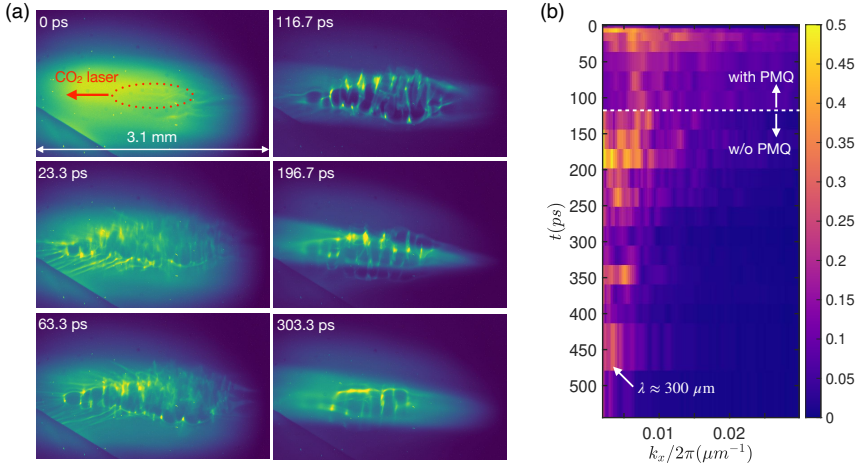 (a)
0 ps
CO₂ laser
3.1 mm
116.7 ps
23.3 ps
196.7 ps
63.3 ps
303.3 ps
(b)
0
50
100
150
200
250
300
350
400
450
500
t(ps)
with PMQ
w/o PMQ
λ ≈ 300 μm
0.01
0.02
kₓ/2π(μm⁻¹)
0.5
0.45
0.4
0.35
0.3
0.25
0.2
0.15
0.1
0.05
0